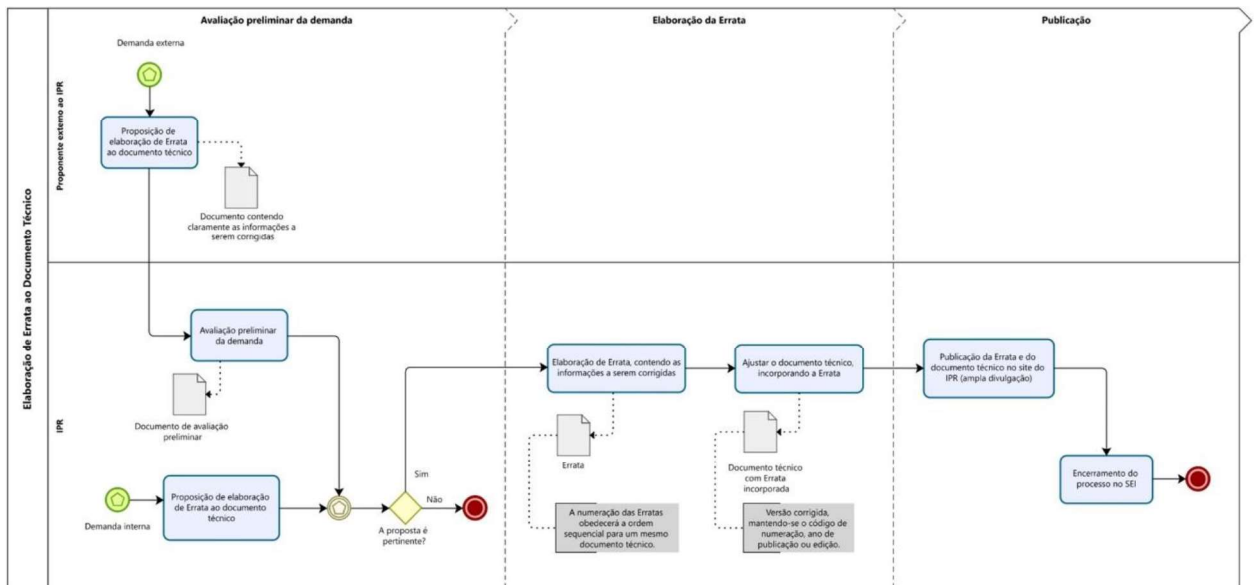 Avaliação preliminar da demanda
Elaboração da Errata
Publicação
Elaboração de Errata ao Documento Técnico
Proponente externo ao IPR
Demanda externa
Proposição de
elaboração de Errata
ao documento técnico
Documento contendo
claramente as informações a
serem corrigidas
IPR
Avaliação preliminar
da demanda
Documento de avaliação
preliminar
Demanda interna
Proposição de elaboração
de Errata ao documento
técnico
A proposta é
pertinente?
Sim
Não
Elaboração de Errata, contendo as
informações a serem corrigidas
Errata
A numeração das Erratas
obedecerá a ordem
sequencial para um mesmo
documento técnico.
Ajustar o documento técnico,
incorporando a Errata
Documento técnico
com Errata
incorporada
Versão corrigida,
mantendo-se o código de
numeração, ano de
publicação ou edição.
Publicação da Errata e do
documento técnico no site do
IPR (ampla divulgação)
Encerramento do
processo no SEI